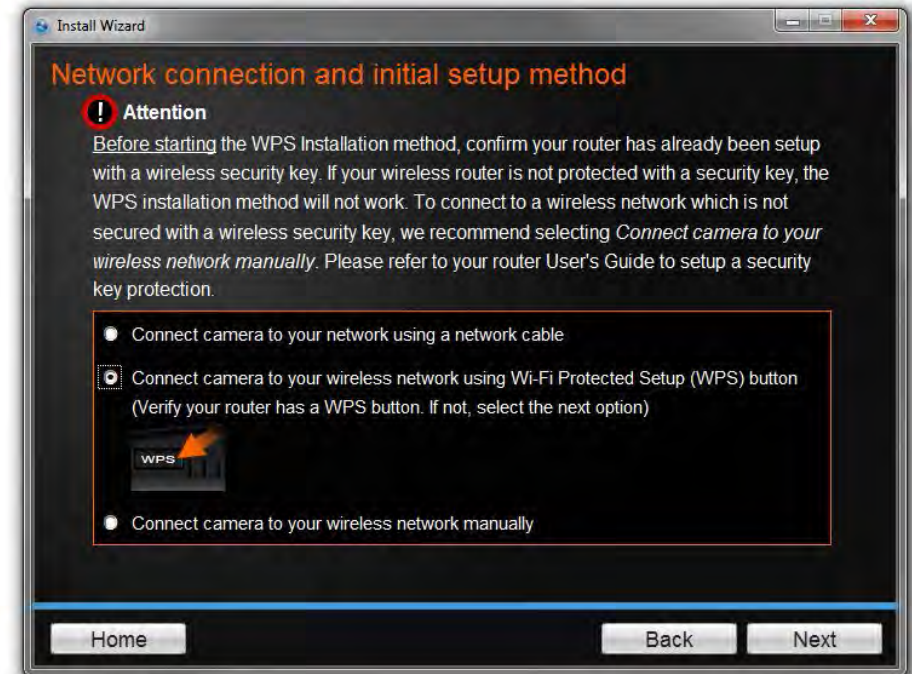 Install Wizard
Network connection and initial setup method
Attention
Before starting the WPS Installation method, confirm your router has already been setup
with a wireless security key. If your wireless router is not protected with a security key, the
WPS installation method will not work. To connect to a wireless network which is not
secured with a wireless security key, we recommend selecting Connect camera to your
wireless network manually. Please refer to your router User's Guide to setup a security
key protection.
Connect camera to your network using a network cable
Connect camera to your wireless network using Wi-Fi Protected Setup (WPS) button
(Verify your router has a WPS button. If not, select the next option)
WPS
Connect camera to your wireless network manually
Home Back Next